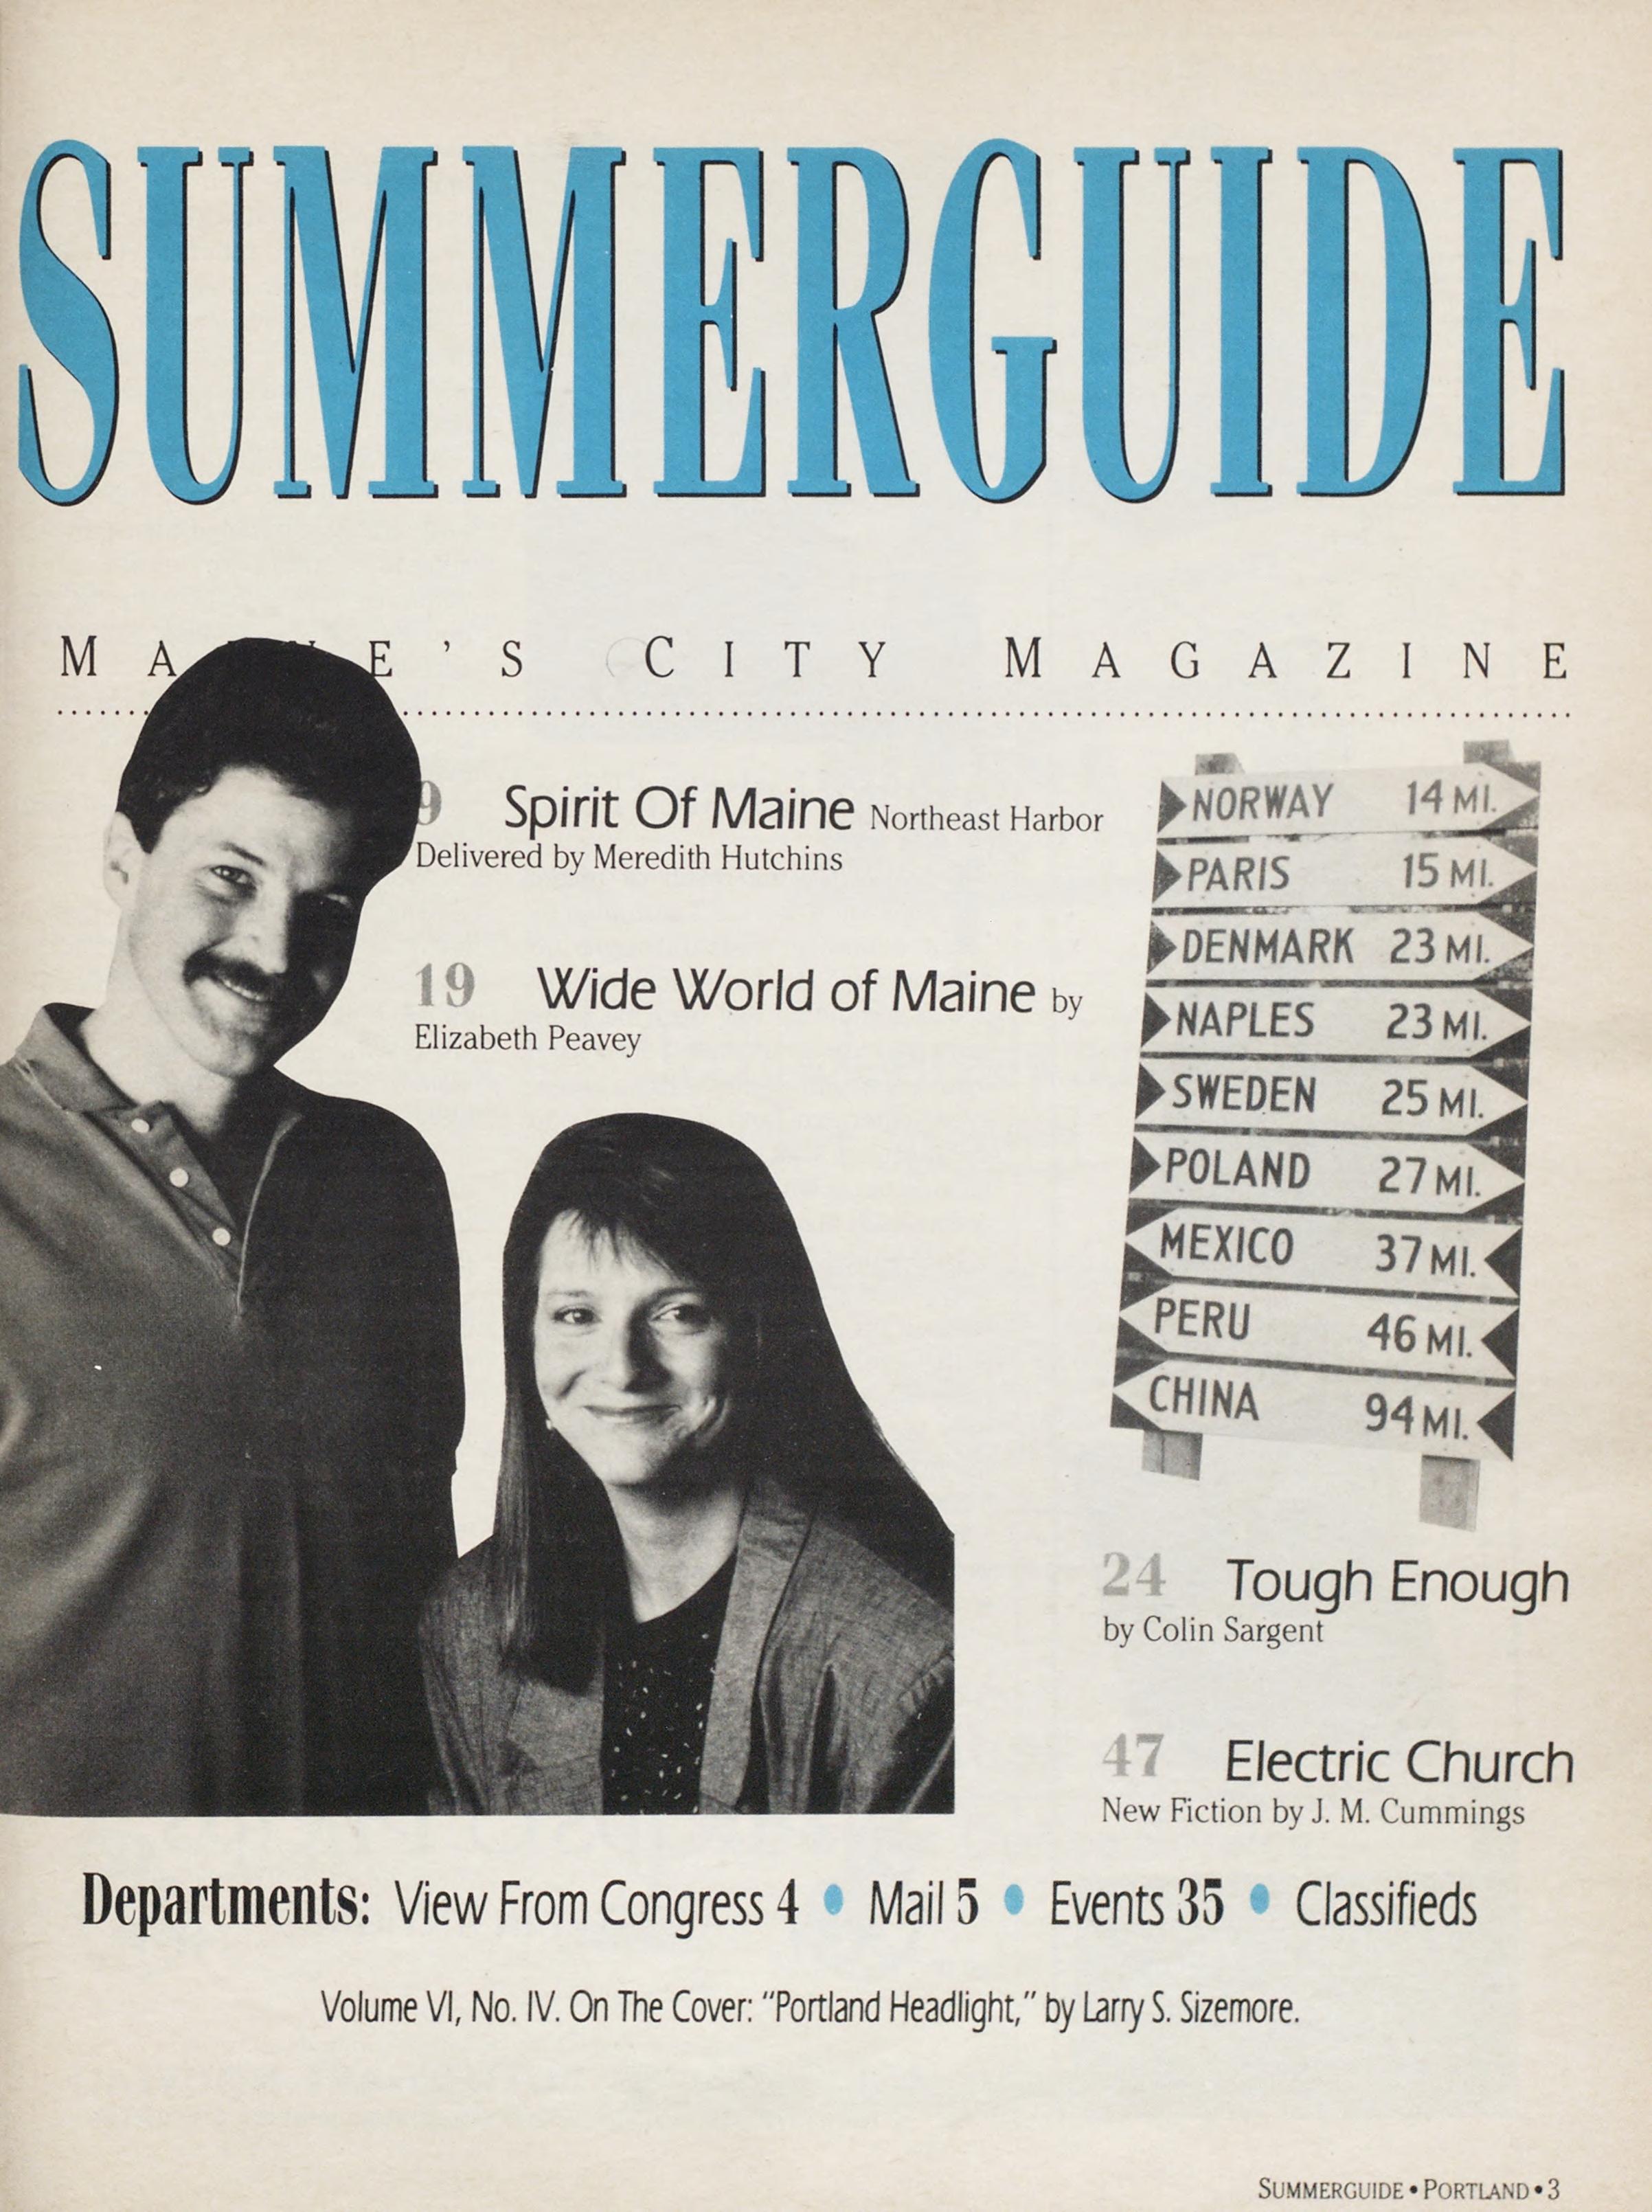 SUMMERGUIDE
MAINE'S CITY MAGAZINE
9 Spirit Of Maine Northeast Harbor
Delivered by Meredith Hutchins
19 Wide World of Maine by
Elizabeth Peavey
NORWAY 14 MI.
PARIS 15 MI.
DENMARK 23 MI.
NAPLES 23 MI.
SWEDEN 25 MI.
POLAND 27 MI.
MEXICO 37 MI.
PERU 46 MI.
CHINA 94 MI.
24 Tough Enough
by Colin Sargent
47 Electric Church
New Fiction by J. M. Cummings
Departments: View From Congress 4 • Mail 5 • Events 35 • Classifieds
Volume VI, No. IV. On The Cover: "Portland Headlight," by Larry S. Sizemore.
SUMMERGUIDE • PORTLAND • 3